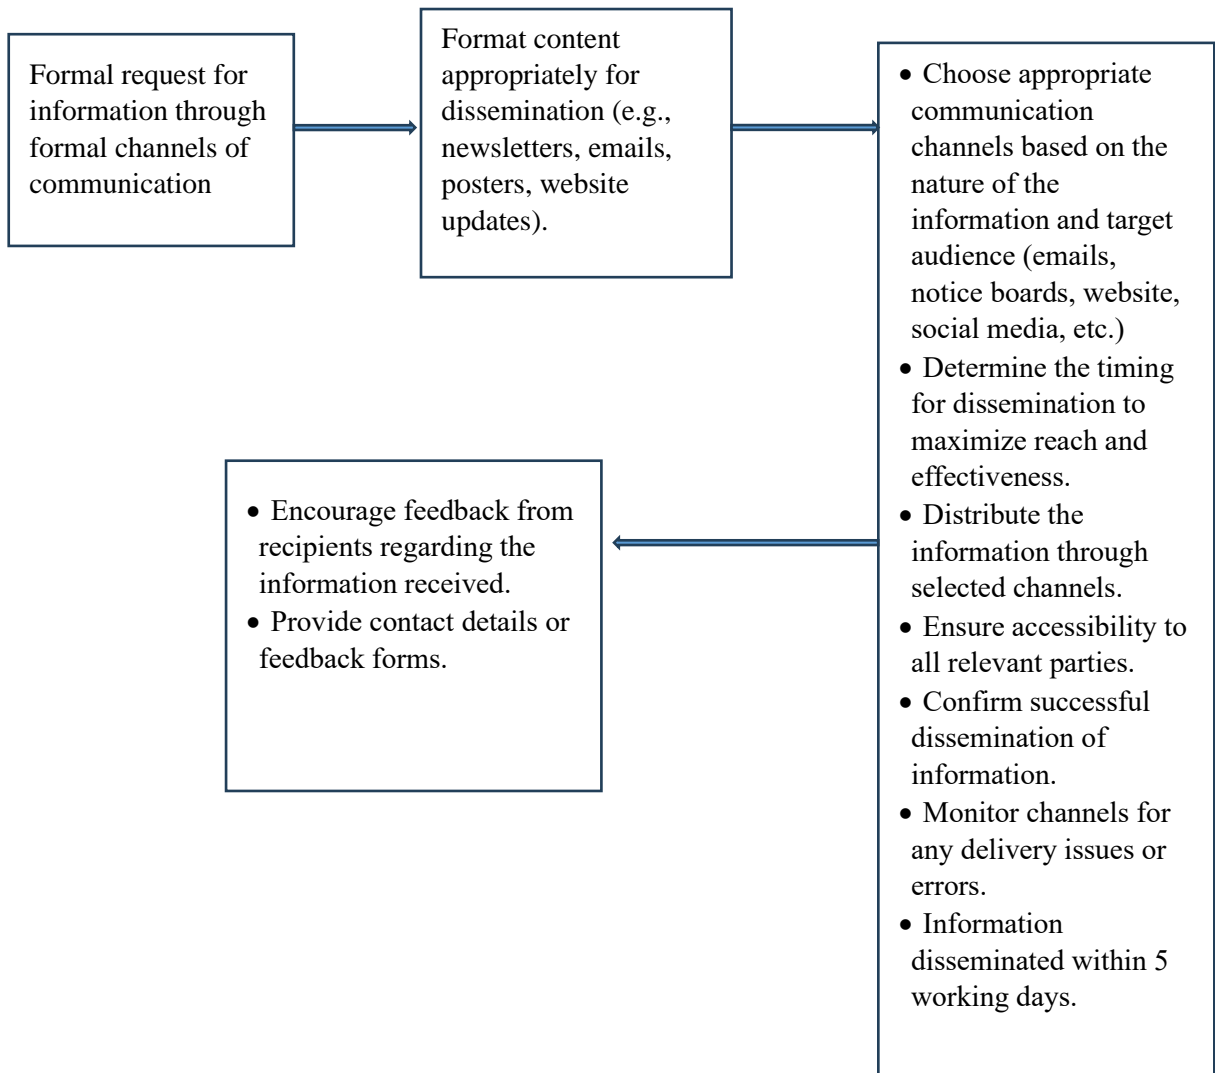 Formal request for
information through
formal channels of
communication
Format content
appropriately for
dissemination (e.g.,
newsletters, emails,
posters, website
updates).
• Choose appropriate
communication
channels based on the
nature of the
information and target
audience (emails,
notice boards, website,
social media, etc.)
• Determine the timing
for dissemination to
maximize reach and
effectiveness.
• Distribute the
information through
selected channels.
• Ensure accessibility to
all relevant parties.
• Confirm successful
dissemination of
information.
• Monitor channels for
any delivery issues or
errors.
• Information
disseminated within 5
working days.
• Encourage feedback from
recipients regarding the
information received.
• Provide contact details or
feedback forms.